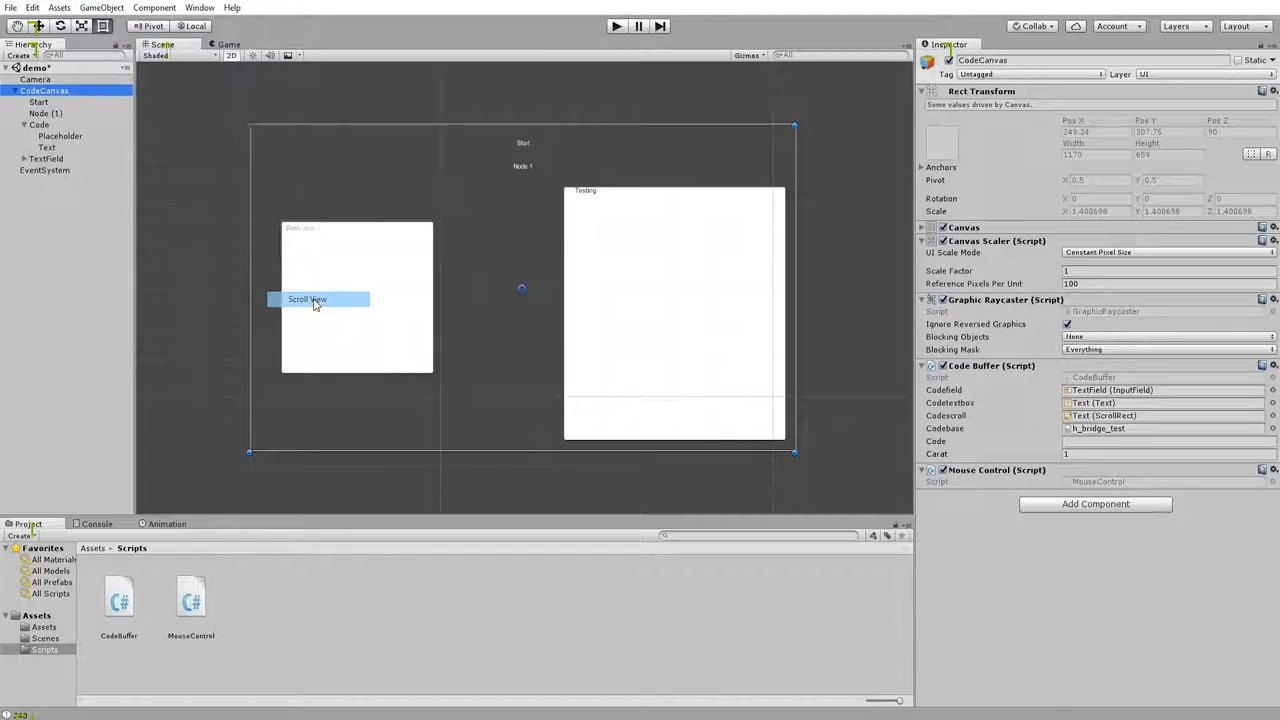 File Edit Assets GameObject Component Window Help
Pivot Local Collab Account Layers Layout
Hierarchy
Create All
demo*
Camera
CodeCanvas
Start
Node (1)
Code
Placeholder
Text
TextField
EventSystem
Scene Game
Shaded 2D Gizmos All
Start
Node 1
Testing
Scroll View
Inspector
CodeCanvas Static
Tag Untagged Layer UI
Rect Transform
Some values driven by Canvas.
Pos X Pos Y Pos Z
249.24 307.75 90
Width Height
1170 659
R
Anchors
Pivot X 0.5 Y 0.5
Rotation X 0 Y 0 Z 0
Scale X 1.400698 Y 1.400698 Z 1.400698
Canvas
Canvas Scaler (Script)
UI Scale Mode Constant Pixel Size
Scale Factor 1
Reference Pixels Per Unit 100
Graphic Raycaster (Script)
Script GraphicRaycaster
Ignore Reversed Graphics
Blocking Objects None
Blocking Mask Everything
Code Buffer (Script)
Script CodeBuffer
Codefield TextField (InputField)
Codetextbox Text (Text)
Codescroll Text (ScrollRect)
Codebase h_bridge_test
Code
Carat 1
Mouse Control (Script)
Script MouseControl
Add Component
Project Console Animation
Create
Favorites
All Materials
All Models
All Prefabs
All Scripts
Assets
Assets
Scenes
Scripts
Assets Scripts
C# C#
CodeBuffer MouseControl
240